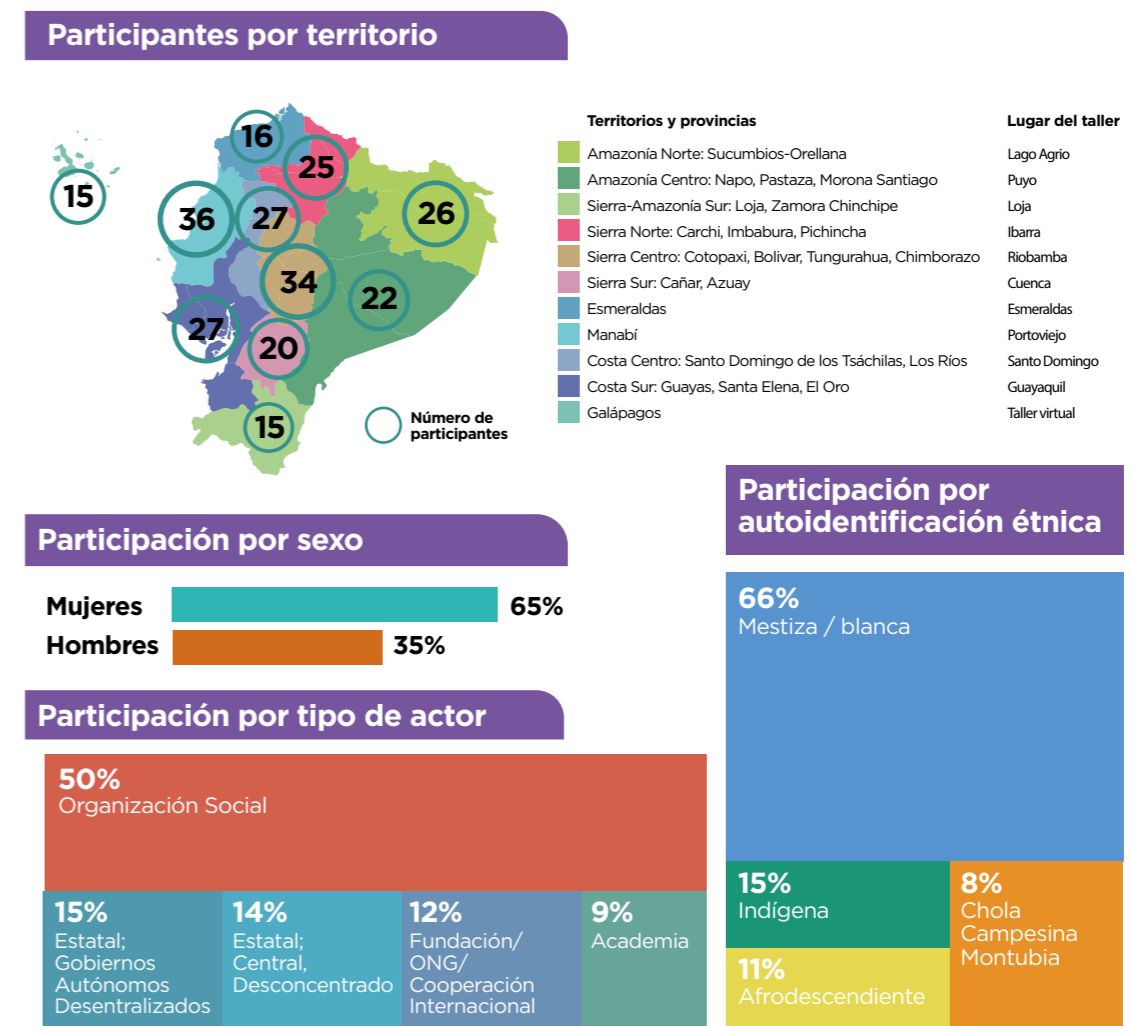 Participantes por territorio
16
25
15
36
27
26
34
22
27
20
15
Número de
participantes
Territorios y provincias Lugar del taller
Amazonía Norte: Sucumbios-Orellana Lago Agrio
Amazonía Centro: Napo, Pastaza, Morona Santiago Puyo
Sierra-Amazonía Sur: Loja, Zamora Chinchipe Loja
Sierra Norte: Carchi, Imbabura, Pichincha Ibarra
Sierra Centro: Cotopaxi, Bolivar, Tungurahua, Chimborazo Riobamba
Sierra Sur: Cañar, Azuay Cuenca
Esmeraldas Esmeraldas
Manabí Portoviejo
Costa Centro: Santo Domingo de los Tsáchilas, Los Ríos Santo Domingo
Costa Sur: Guayas, Santa Elena, El Oro Guayaquil
Galápagos Taller virtual
Participación por sexo
Mujeres 65%
Hombres 35%
Participación por tipo de actor
50%
Organización Social
15%
Estatal;
Gobiernos
Autónomos
Desentralizados
14%
Estatal;
Central,
Desconcentrado
12%
Fundación/
ONG/
Cooperación
Internacional
9%
Academia
Participación por
autoidentificación étnica
66%
Mestiza / blanca
15%
Indígena
11%
Afrodescendiente
8%
Chola
Campesina
Montubia